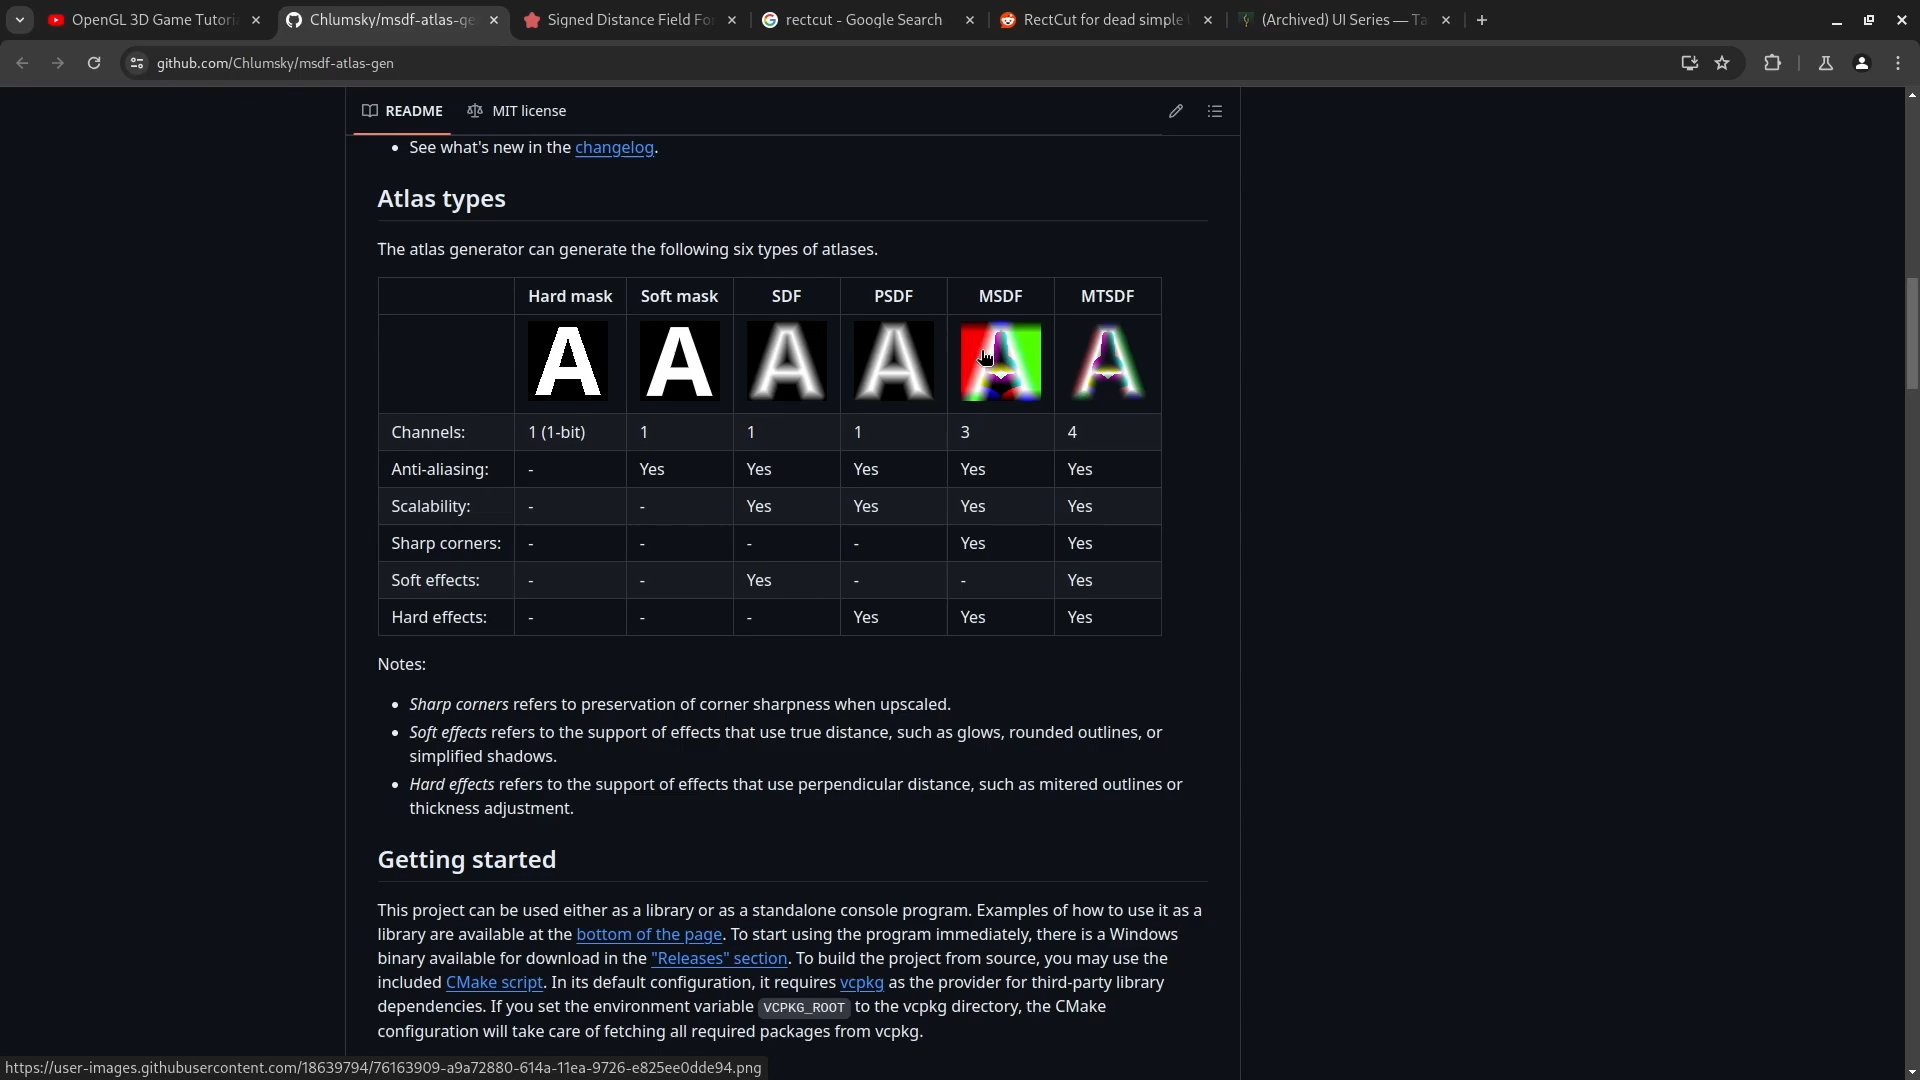 OpenGL 3D Game Tutori
Chlumsky/msdf-atlas-ge
Signed Distance Field Fo
rectcut - Google Search
RectCut for dead simple
(Archived) UI Series — Ta
github.com/Chlumsky/msdf-atlas-gen
README
MIT license
See what's new in the changelog.
Atlas types
The atlas generator can generate the following six types of atlases.
Hard mask Soft mask SDF PSDF MSDF MTSDF
A A A A A A
Channels: 1 (1-bit) 1 1 1 3 4
Anti-aliasing: - Yes Yes Yes Yes Yes
Scalability: - - Yes Yes Yes Yes
Sharp corners: - - - - Yes Yes
Soft effects: - - Yes - - Yes
Hard effects: - - - Yes Yes Yes
Notes:
• Sharp corners refers to preservation of corner sharpness when upscaled.
• Soft effects refers to the support of effects that use true distance, such as glows, rounded outlines, or
simplified shadows.
• Hard effects refers to the support of effects that use perpendicular distance, such as mitered outlines or
thickness adjustment.
Getting started
This project can be used either as a library or as a standalone console program. Examples of how to use it as a
library are available at the bottom of the page. To start using the program immediately, there is a Windows
binary available for download in the "Releases" section. To build the project from source, you may use the
included CMake script. In its default configuration, it requires vcpkg as the provider for third-party library
dependencies. If you set the environment variable VCPKG_ROOT to the vcpkg directory, the CMake
configuration will take care of fetching all required packages from vcpkg.
https://user-images.githubusercontent.com/18639794/76163909-a9a72880-614a-11ea-9726-e825ee0dde94.png